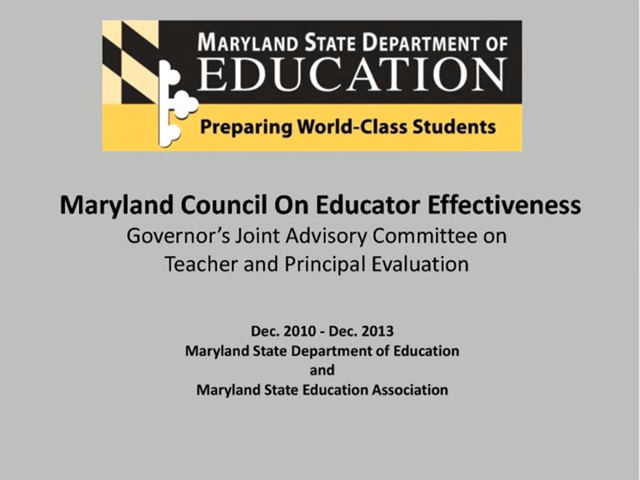 MARYLAND STATE DEPARTMENT OF
EDUCATION
Preparing World-Class Students
Maryland Council On Educator Effectiveness
Governor's Joint Advisory Committee on
Teacher and Principal Evaluation
Dec. 2010 - Dec. 2013
Maryland State Department of Education
and
Maryland State Education Association